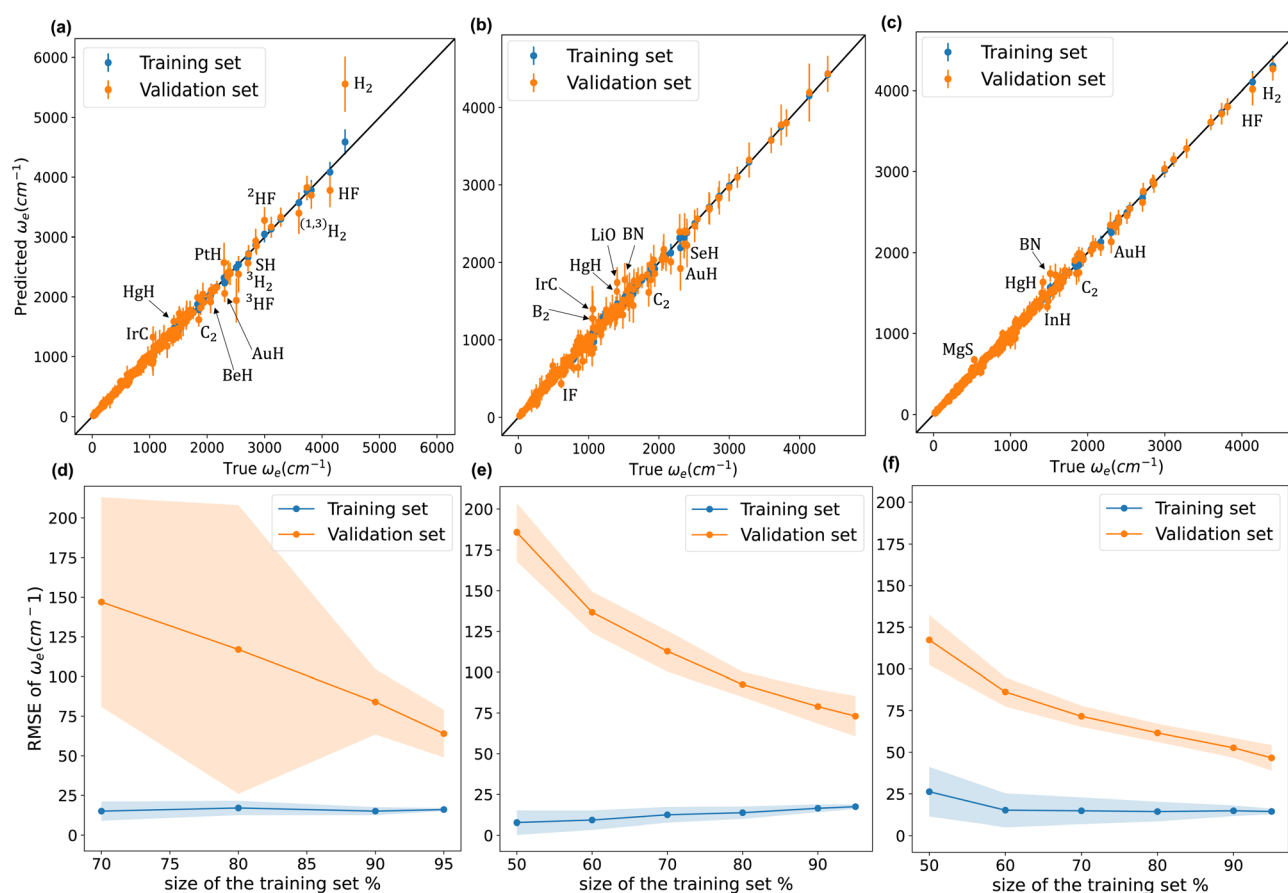 (a)
Training set
Validation set
H₂
²HF
HF
⁽¹,³⁾H₂
PtH
SH
³H₂
³HF
HgH
IrC
C₂
AuH
BeH
6000
5000
4000
3000
2000
1000
0
Predicted ωₑ(cm⁻¹)
0 1000 2000 3000 4000 5000 6000
True ωₑ(cm⁻¹)
(b)
Training set
Validation set
LiO BN
HgH
IrC
B₂
SeH
AuH
C₂
IF
4000
3000
2000
1000
0
0 1000 2000 3000 4000
True ωₑ(cm⁻¹)
(c)
Training set
Validation set
H₂
HF
BN
AuH
HgH
C₂
InH
MgS
4000
3000
2000
1000
0
0 1000 2000 3000 4000
True ωₑ(cm⁻¹)
(d)
Training set
Validation set
200
175
150
125
100
75
50
25
0
RMSE of ωₑ(cm−1)
70 75 80 85 90 95
size of the training set %
(e)
Training set
Validation set
200
175
150
125
100
75
50
25
0
50 60 70 80 90
size of the training set %
(f)
Training set
Validation set
200
175
150
125
100
75
50
25
0
50 60 70 80 90
size of the training set %